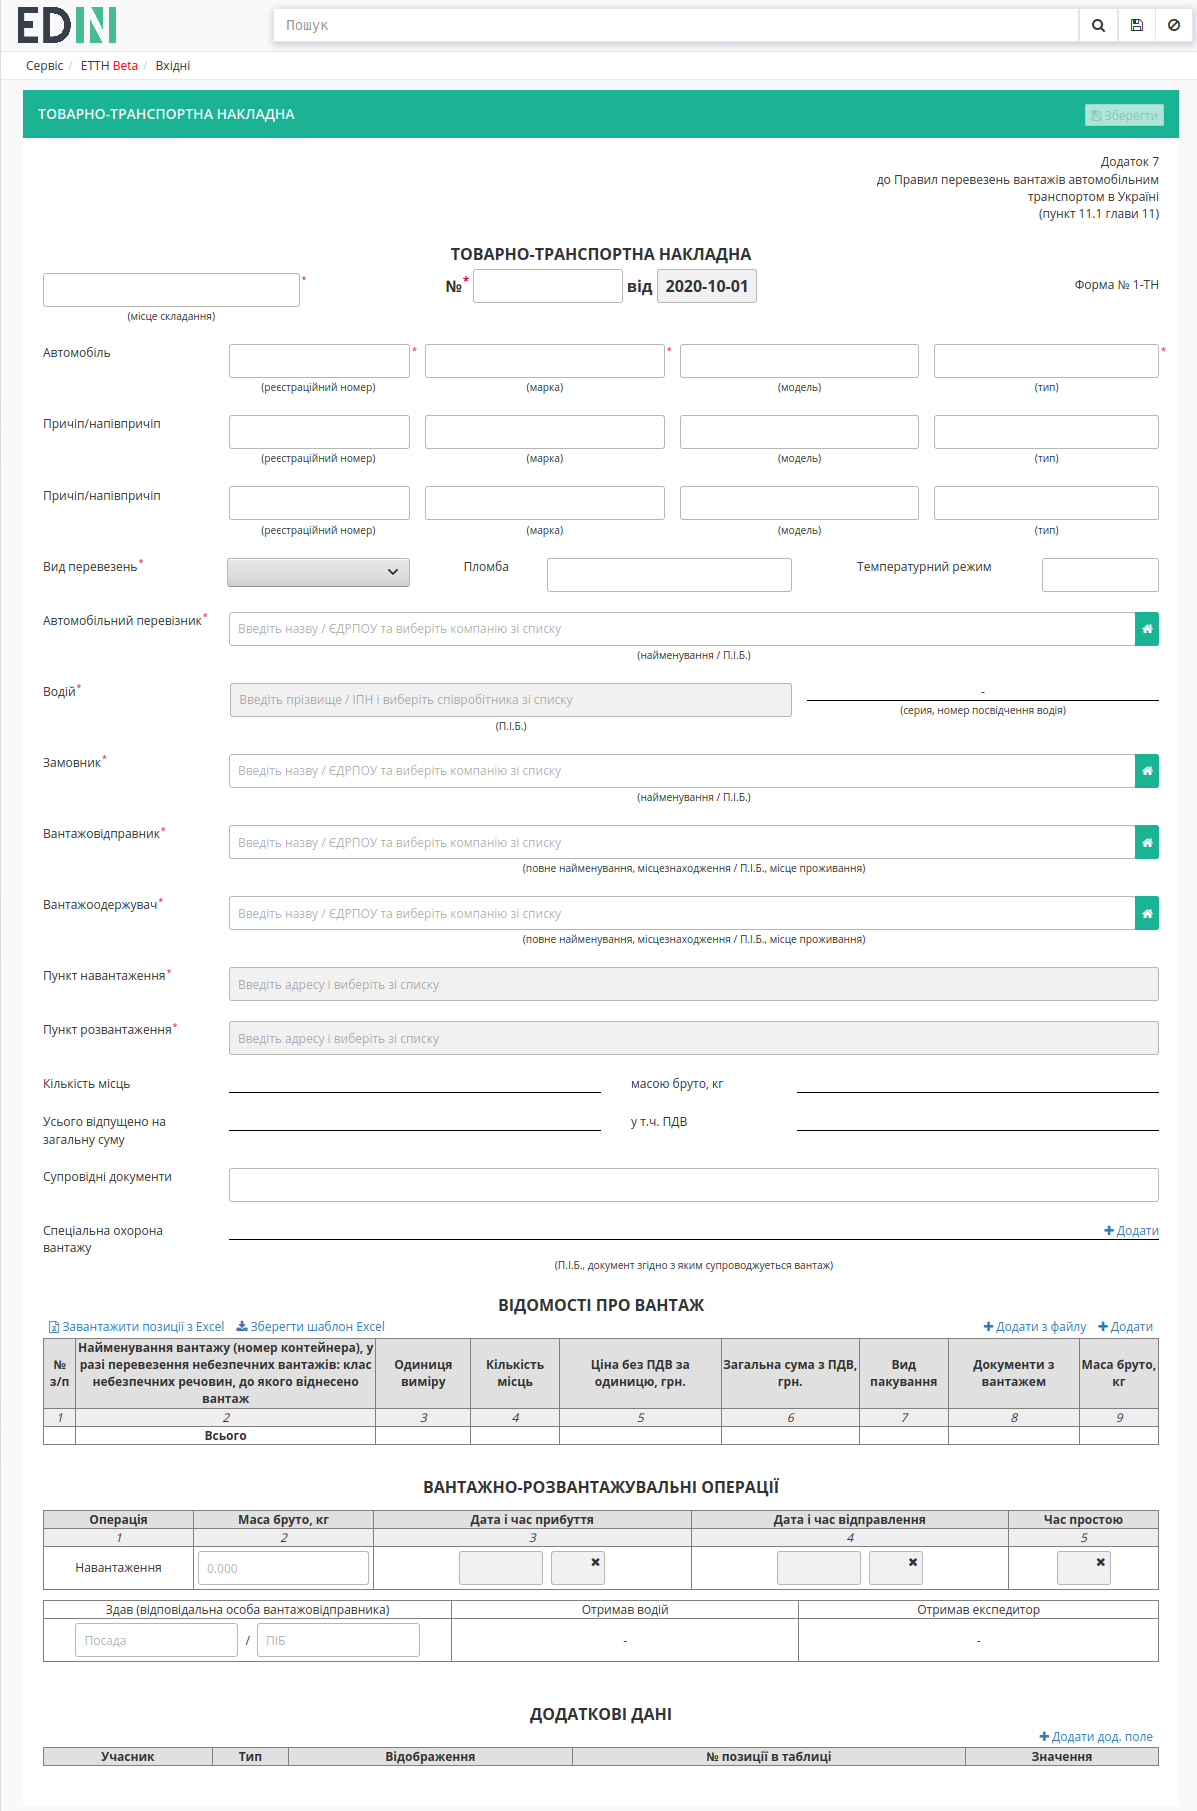 EDIN
Пошук
Сервіс / ЕТТН Beta / Вхідні
ТОВАРНО-ТРАНСПОРТНА НАКЛАДНА
Зберегти
Додаток 7
до Правил перевезень вантажів автомобільним
транспортом в Україні
(пункт 11.1 глави 11)
ТОВАРНО-ТРАНСПОРТНА НАКЛАДНА
* №* від 2020-10-01 Форма № 1-ТН
(місце складання)
Автомобіль * * *
(реєстраційний номер) (марка) (модель) (тип)
Причіп/напівпричіп
(реєстраційний номер) (марка) (модель) (тип)
Причіп/напівпричіп
(реєстраційний номер) (марка) (модель) (тип)
Вид перевезень* Пломба Температурний режим
Автомобільний перевізник* Введіть назву / ЄДРПОУ та виберіть компанію зі списку
(найменування / П.І.Б.)
Водій* Введіть прізвище / ІПН і виберіть співробітника зі списку -
(П.І.Б.) (серия, номер посвідчення водія)
Замовник* Введіть назву / ЄДРПОУ та виберіть компанію зі списку
(найменування / П.І.Б.)
Вантажовідправник* Введіть назву / ЄДРПОУ та виберіть компанію зі списку
(повне найменування, місцезнаходження / П.І.Б., місце проживання)
Вантажоодержувач* Введіть назву / ЄДРПОУ та виберіть компанію зі списку
(повне найменування, місцезнаходження / П.І.Б., місце проживання)
Пункт навантаження* Введіть адресу і виберіть зі списку
Пункт розвантаження* Введіть адресу і виберіть зі списку
Кількість місць масою бруто, кг
Усього відпущено на у т.ч. ПДВ
загальну суму
Супровідні документи
Спеціальна охорона + Додати
вантажу
(П.І.Б., документ згідно з яким супроводжується вантаж)
ВІДОМОСТІ ПРО ВАНТАЖ
Завантажити позиції з Excel Зберегти шаблон Excel + Додати з файлу + Додати
Найменування вантажу (номер контейнера), у
№ разі перевезення небезпечних вантажів: клас Одиниця Кількість Ціна без ПДВ за Загальна сума з ПДВ, Вид Документи з Маса бруто,
з/п небезпечних речовин, до якого віднесено виміру місць одиницю, грн. грн. пакування вантажем кг
вантаж
1 2 3 4 5 6 7 8 9
Всього
ВАНТАЖНО-РОЗВАНТАЖУВАЛЬНІ ОПЕРАЦІЇ
Операція Маса бруто, кг Дата і час прибуття Дата і час відправлення Час простою
1 2 3 4 5
Навантаження 0.000
Здав (відповідальна особа вантажовідправника) Отримав водій Отримав експедитор
Посада / ПІБ - -
ДОДАТКОВІ ДАНІ
+ Додати дод. поле
Учасник Тип Відображення № позиції в таблиці Значення